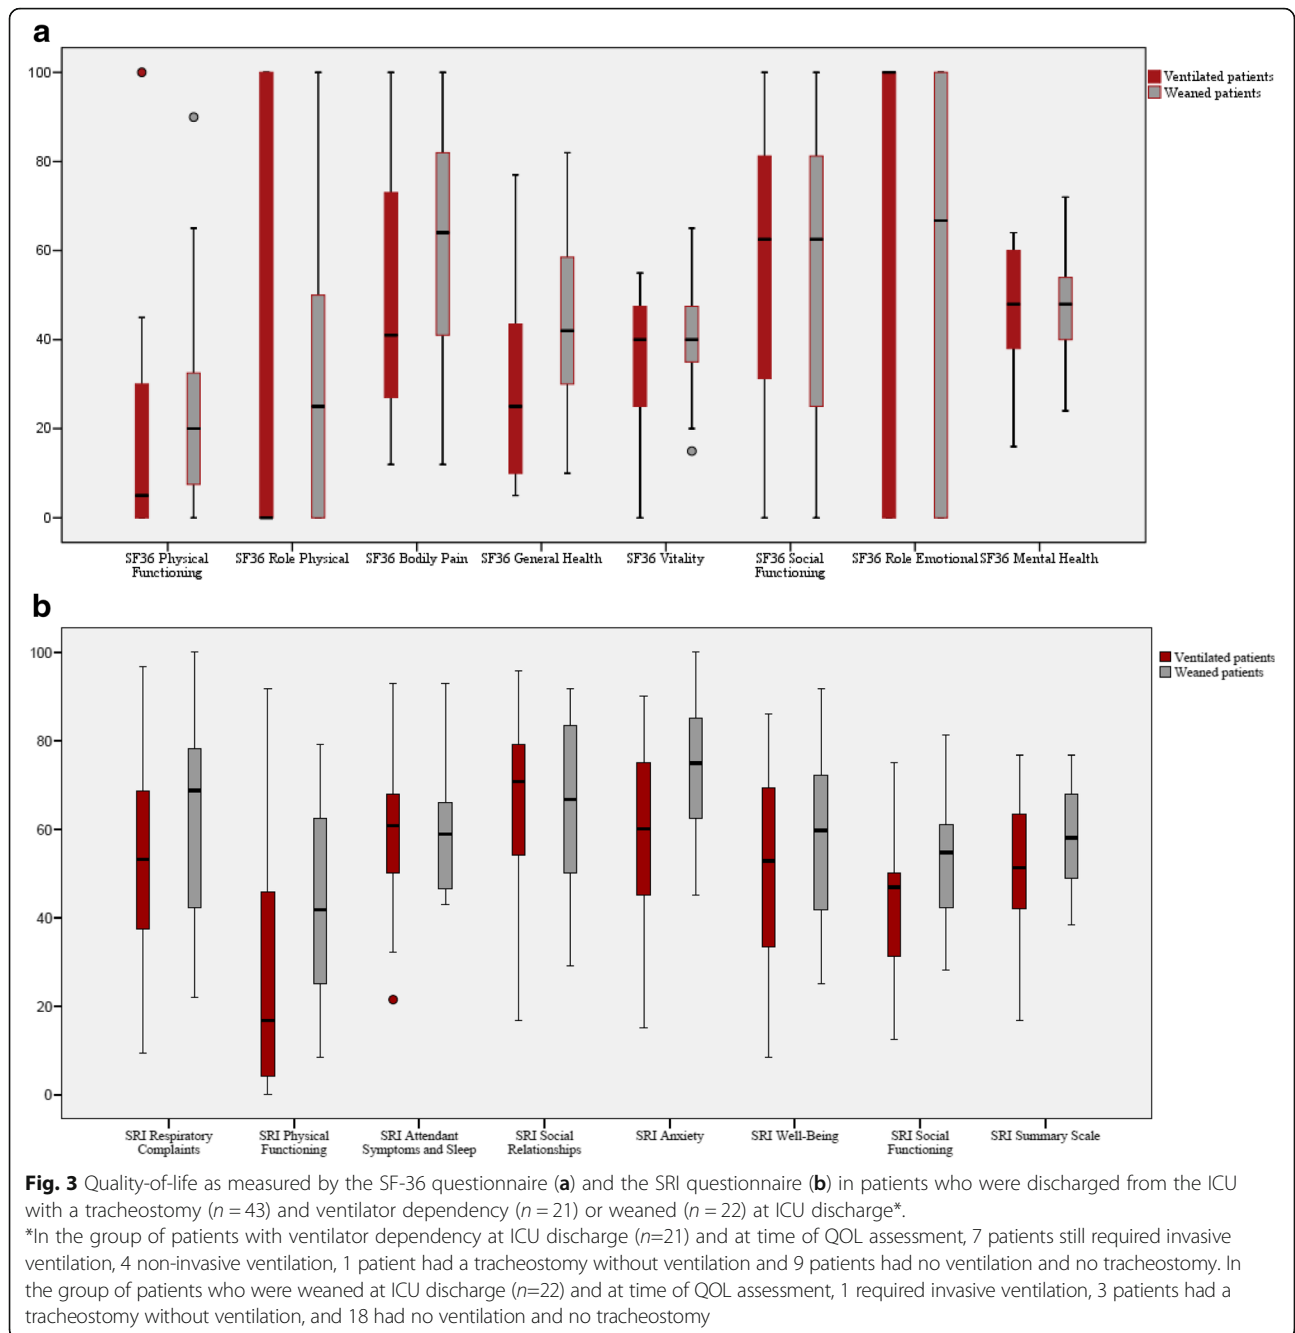 a
100
80
60
40
20
0
Ventilated patients
Weaned patients
SF36 Physical Functioning
SF36 Role Physical
SF36 Bodily Pain
SF36 General Health
SF36 Vitality
SF36 Social Functioning
SF36 Role Emotional
SF36 Mental Health
b
100
80
60
40
20
0
Ventilated patients
Weaned patients
SRI Respiratory Complaints
SRI Physical Functioning
SRI Attendant Symptoms and Sleep
SRI Social Relationships
SRI Anxiety
SRI Well-Being
SRI Social Functioning
SRI Summary Scale
Fig. 3 Quality-of-life as measured by the SF-36 questionnaire (a) and the SRI questionnaire (b) in patients who were discharged from the ICU
with a tracheostomy (n = 43) and ventilator dependency (n = 21) or weaned (n = 22) at ICU discharge*.
*In the group of patients with ventilator dependency at ICU discharge (n=21) and at time of QOL assessment, 7 patients still required invasive
ventilation, 4 non-invasive ventilation, 1 patient had a tracheostomy without ventilation and 9 patients had no ventilation and no tracheostomy. In
the group of patients who were weaned at ICU discharge (n=22) and at time of QOL assessment, 1 required invasive ventilation, 3 patients had a
tracheostomy without ventilation, and 18 had no ventilation and no tracheostomy